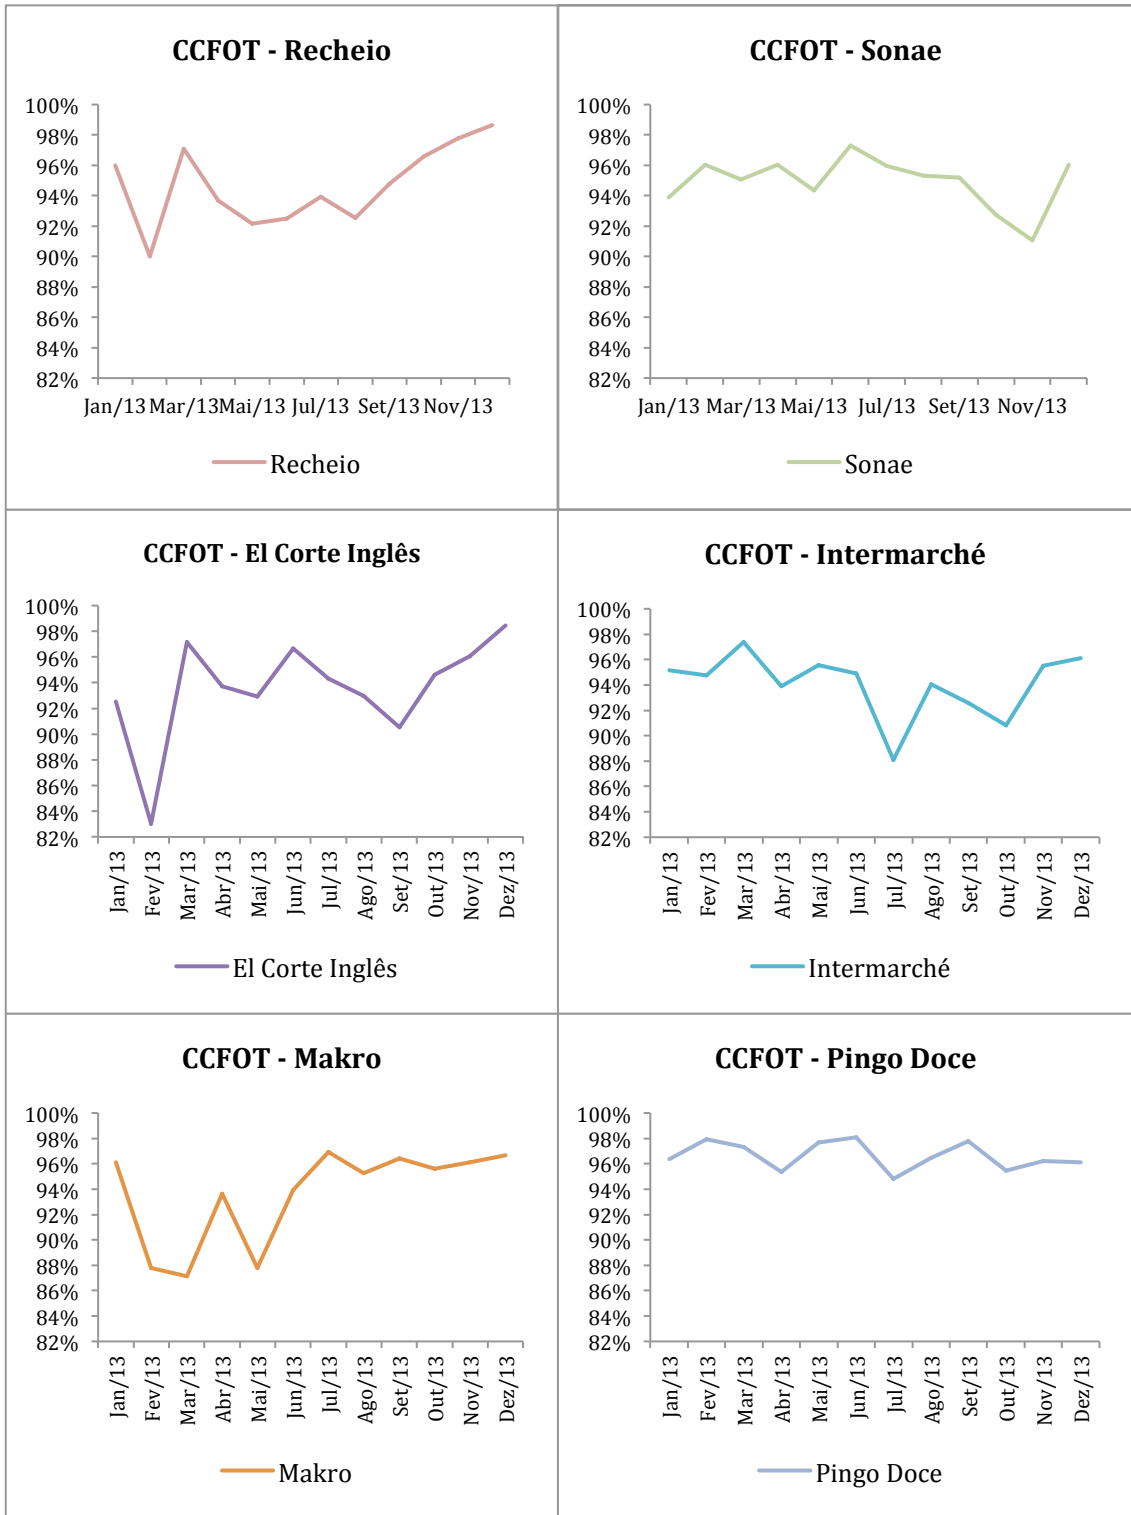 CCFOT - Recheio
100%
98%
96%
94%
92%
90%
88%
86%
84%
82%
Jan/13 Mar/13 Mai/13 Jul/13 Set/13 Nov/13
Recheio
CCFOT - Sonae
100%
98%
96%
94%
92%
90%
88%
86%
84%
82%
Jan/13 Mar/13 Mai/13 Jul/13 Set/13 Nov/13
Sonae
CCFOT - El Corte Inglês
100%
98%
96%
94%
92%
90%
88%
86%
84%
82%
Jan/13
Fev/13
Mar/13
Abr/13
Mai/13
Jun/13
Jul/13
Ago/13
Set/13
Out/13
Nov/13
Dez/13
El Corte Inglês
CCFOT - Intermarché
100%
98%
96%
94%
92%
90%
88%
86%
84%
82%
Jan/13
Fev/13
Mar/13
Abr/13
Mai/13
Jun/13
Jul/13
Ago/13
Set/13
Out/13
Nov/13
Dez/13
Intermarché
CCFOT - Makro
100%
98%
96%
94%
92%
90%
88%
86%
84%
82%
Jan/13
Fev/13
Mar/13
Abr/13
Mai/13
Jun/13
Jul/13
Ago/13
Set/13
Out/13
Nov/13
Dez/13
Makro
CCFOT - Pingo Doce
100%
98%
96%
94%
92%
90%
88%
86%
84%
82%
Jan/13
Fev/13
Mar/13
Abr/13
Mai/13
Jun/13
Jul/13
Ago/13
Set/13
Out/13
Nov/13
Dez/13
Pingo Doce